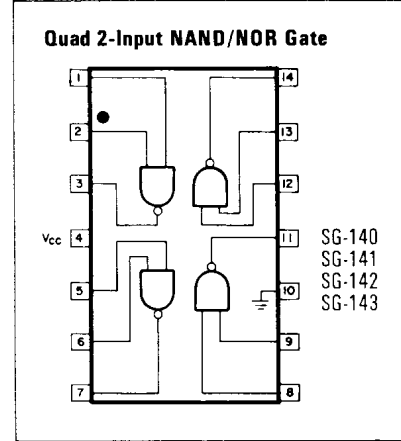 Quad 2-Input NAND/NOR Gate
1 14
2 13
3 12
Vcc 4 11
5 10
6 9
7 8
SG-140
SG-141
SG-142
SG-143